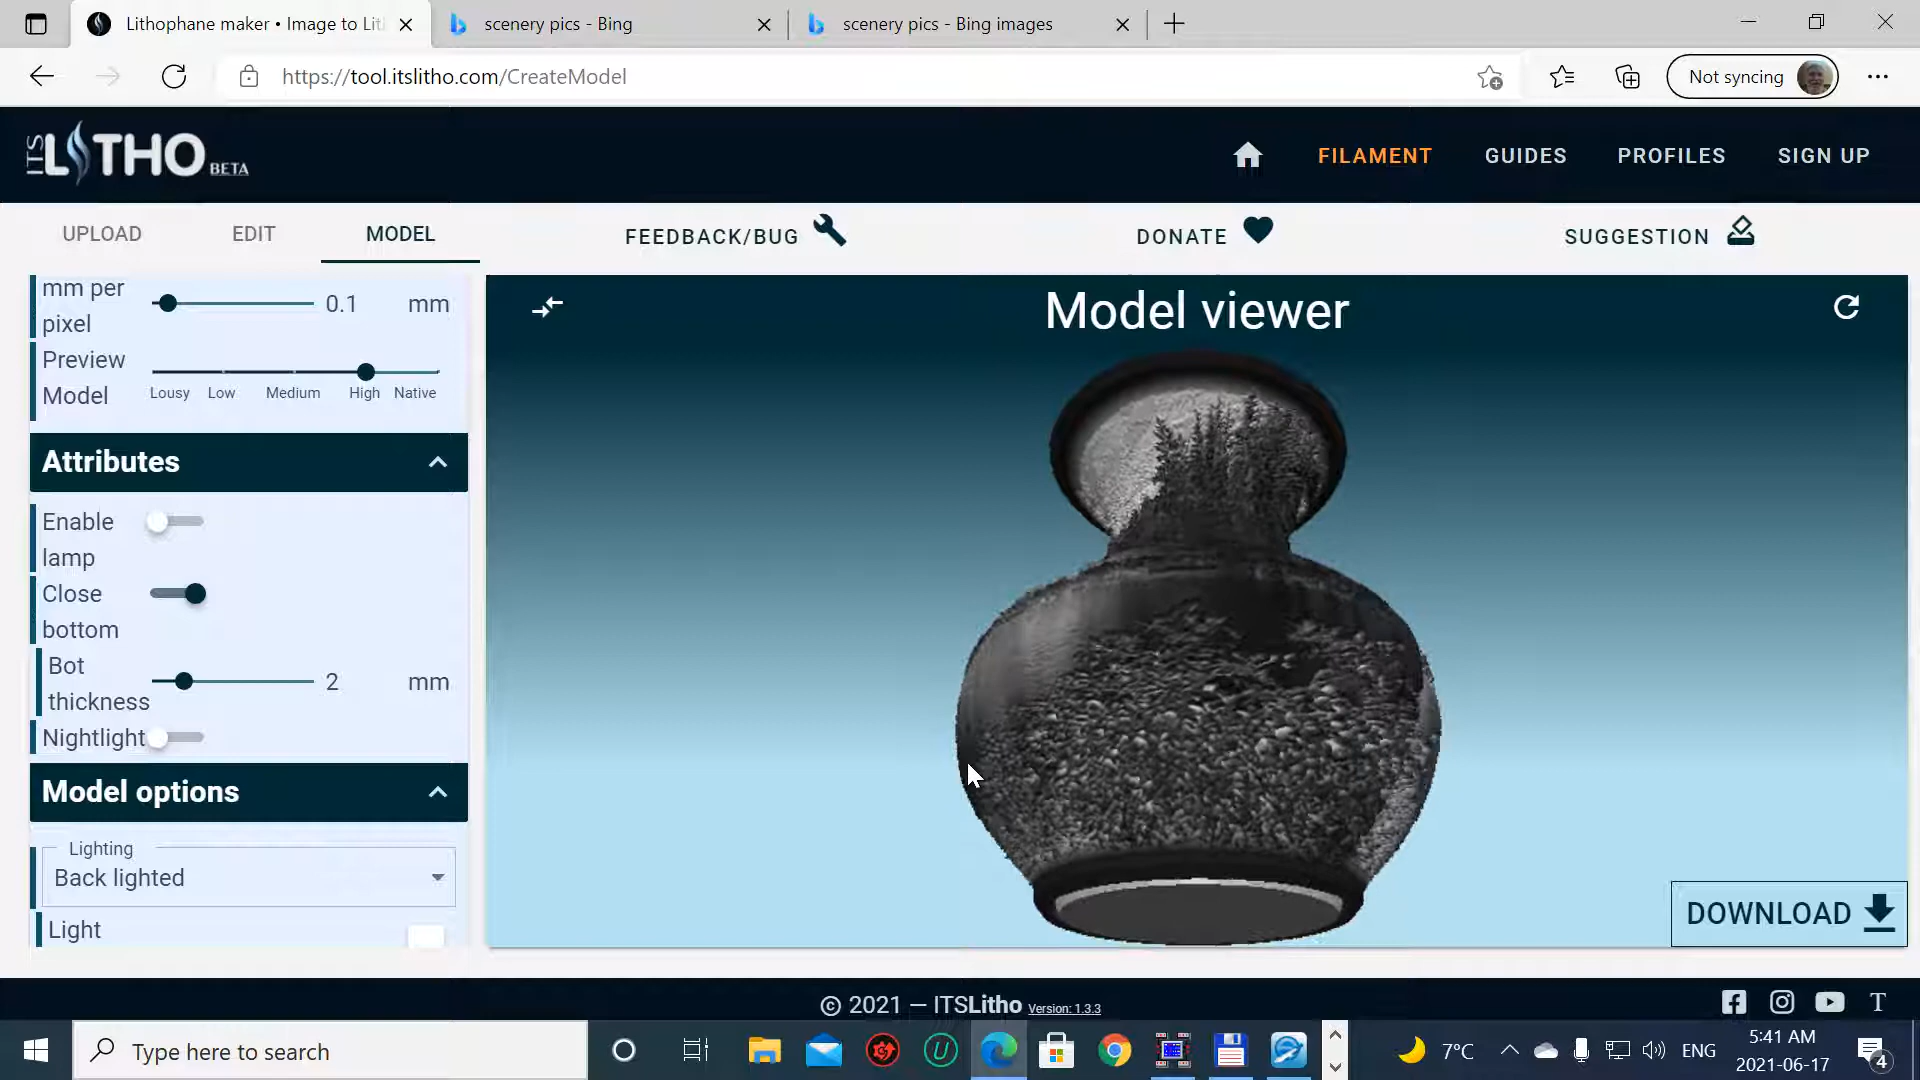 Lithophane maker • Image to Lit
scenery pics - Bing
scenery pics - Bing images
https://tool.itslitho.com/CreateModel
Not syncing
ITS LITHO BETA
FILAMENT
GUIDES
PROFILES
SIGN UP
UPLOAD
EDIT
MODEL
FEEDBACK/BUG
DONATE
SUGGESTION
mm per pixel
0.1 mm
Preview Model
Lousy Low Medium High Native
Attributes
Enable lamp
Close bottom
Bot thickness
2 mm
Nightlight
Model options
Lighting
Back lighted
Light
Model viewer
DOWNLOAD
© 2021 — ITSLitho Version: 1.3.3
T
Type here to search
U
7°C
ENG
5:41 AM
2021-06-17
4